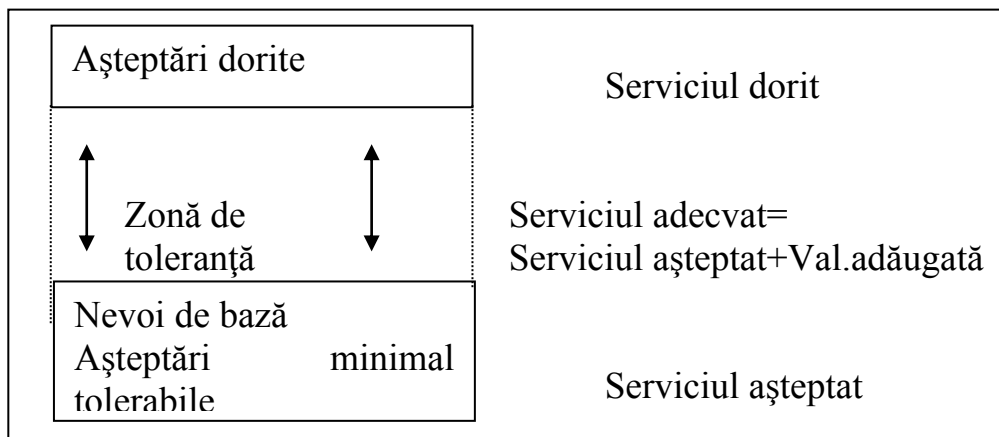 Aşteptări dorite
Serviciul dorit
Zonă de
toleranţă
Serviciul adecvat=
Serviciul aşteptat+Val.adăugată
Nevoi de bază
Aşteptări minimal
tolerabile
Serviciul aşteptat